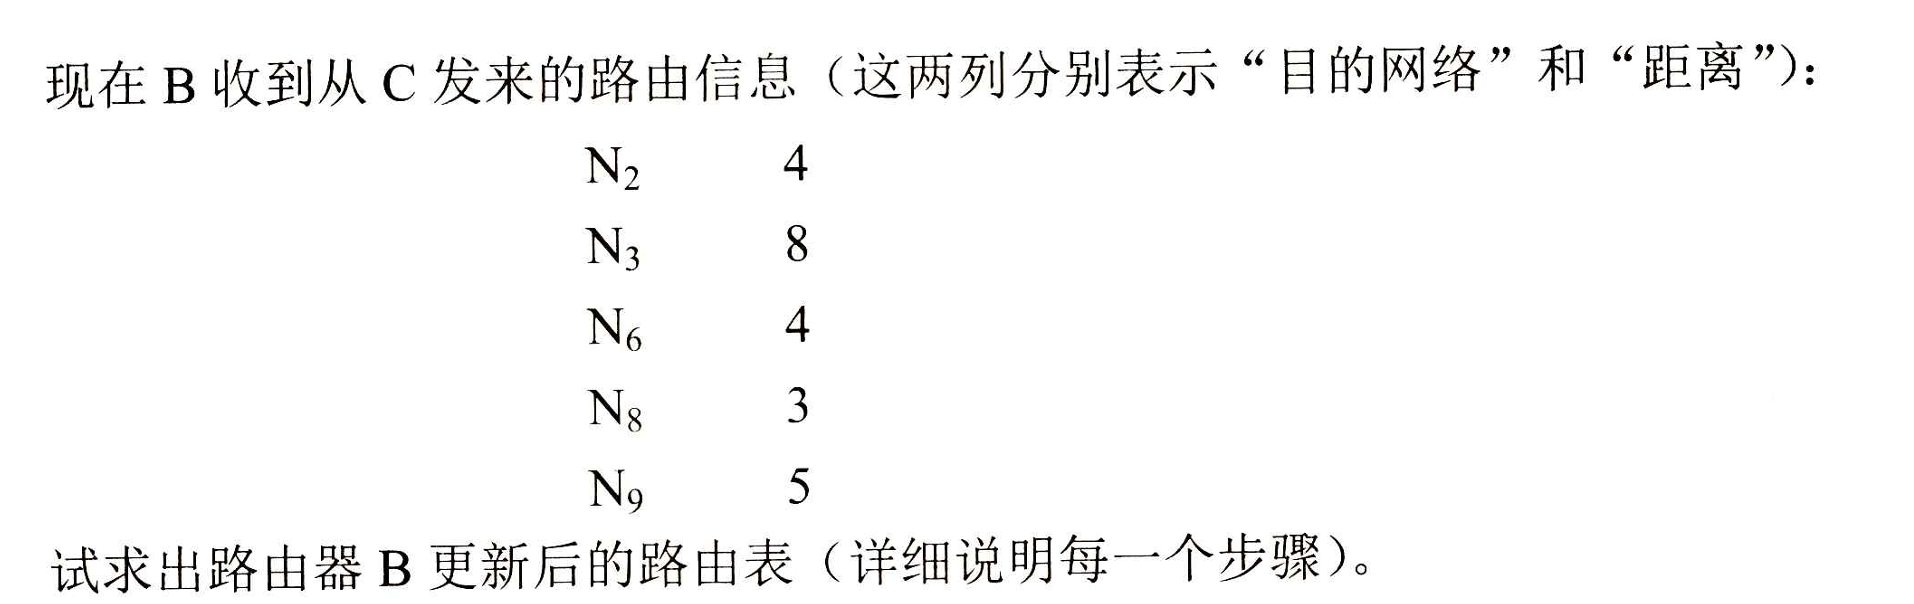 现在 B 收到从 C 发来的路由信息（这两列分别表示“目的网络”和“距离”）：
N₂ 4
N₃ 8
N₆ 4
N₈ 3
N₉ 5
试求出路由器 B 更新后的路由表（详细说明每一个步骤）。